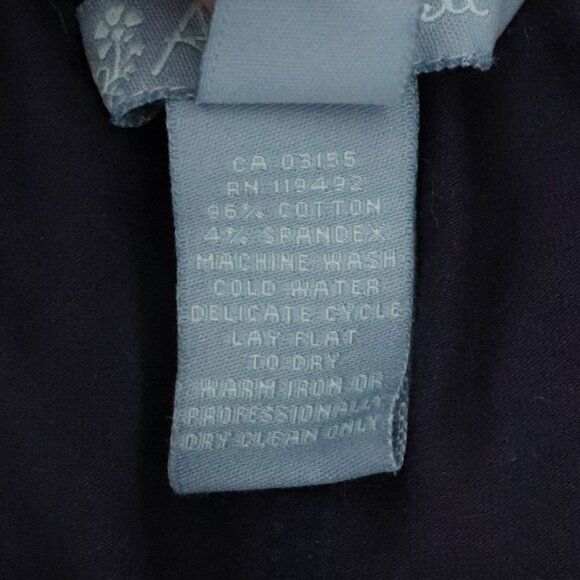 CA 03155
RN 119492
96% COTTON
4% SPANDEX
MACHINE WASH
COLD WATER
DELICATE CYCLE
LAY FLAT
TO DRY
WARM IRON OR
PROFESSIONALLY
DRY CLEAN ONLY